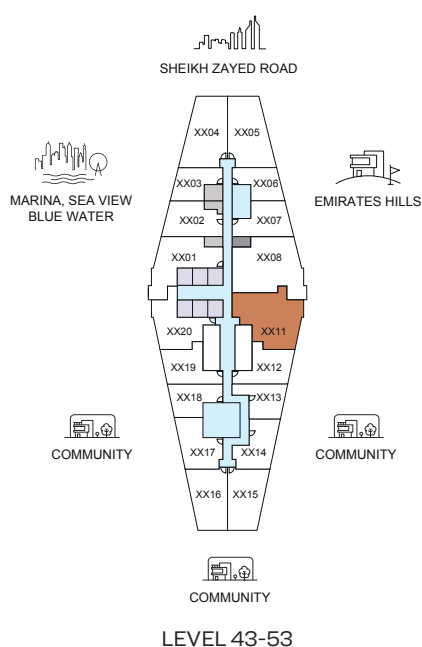 SHEIKH ZAYED ROAD
XX04
XX05
MARINA, SEA VIEW
BLUE WATER
XX03
XX06
EMIRATES HILLS
XX02
XX07
XX01
XX08
XX20
XX11
XX19
XX12
XX18
XX13
COMMUNITY
COMMUNITY
XX17
XX14
XX16
XX15
COMMUNITY
LEVEL 43-53